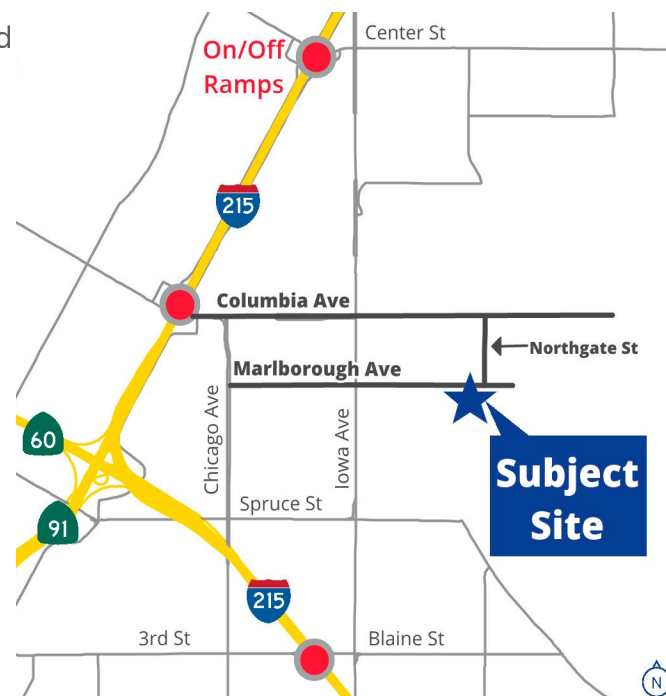 d
Center St
On/Off
Ramps
215
Columbia Ave
Northgate St
Marlborough Ave
60
Chicago Ave
Iowa Ave
Subject
Site
Spruce St
91
215
3rd St
Blaine St
N